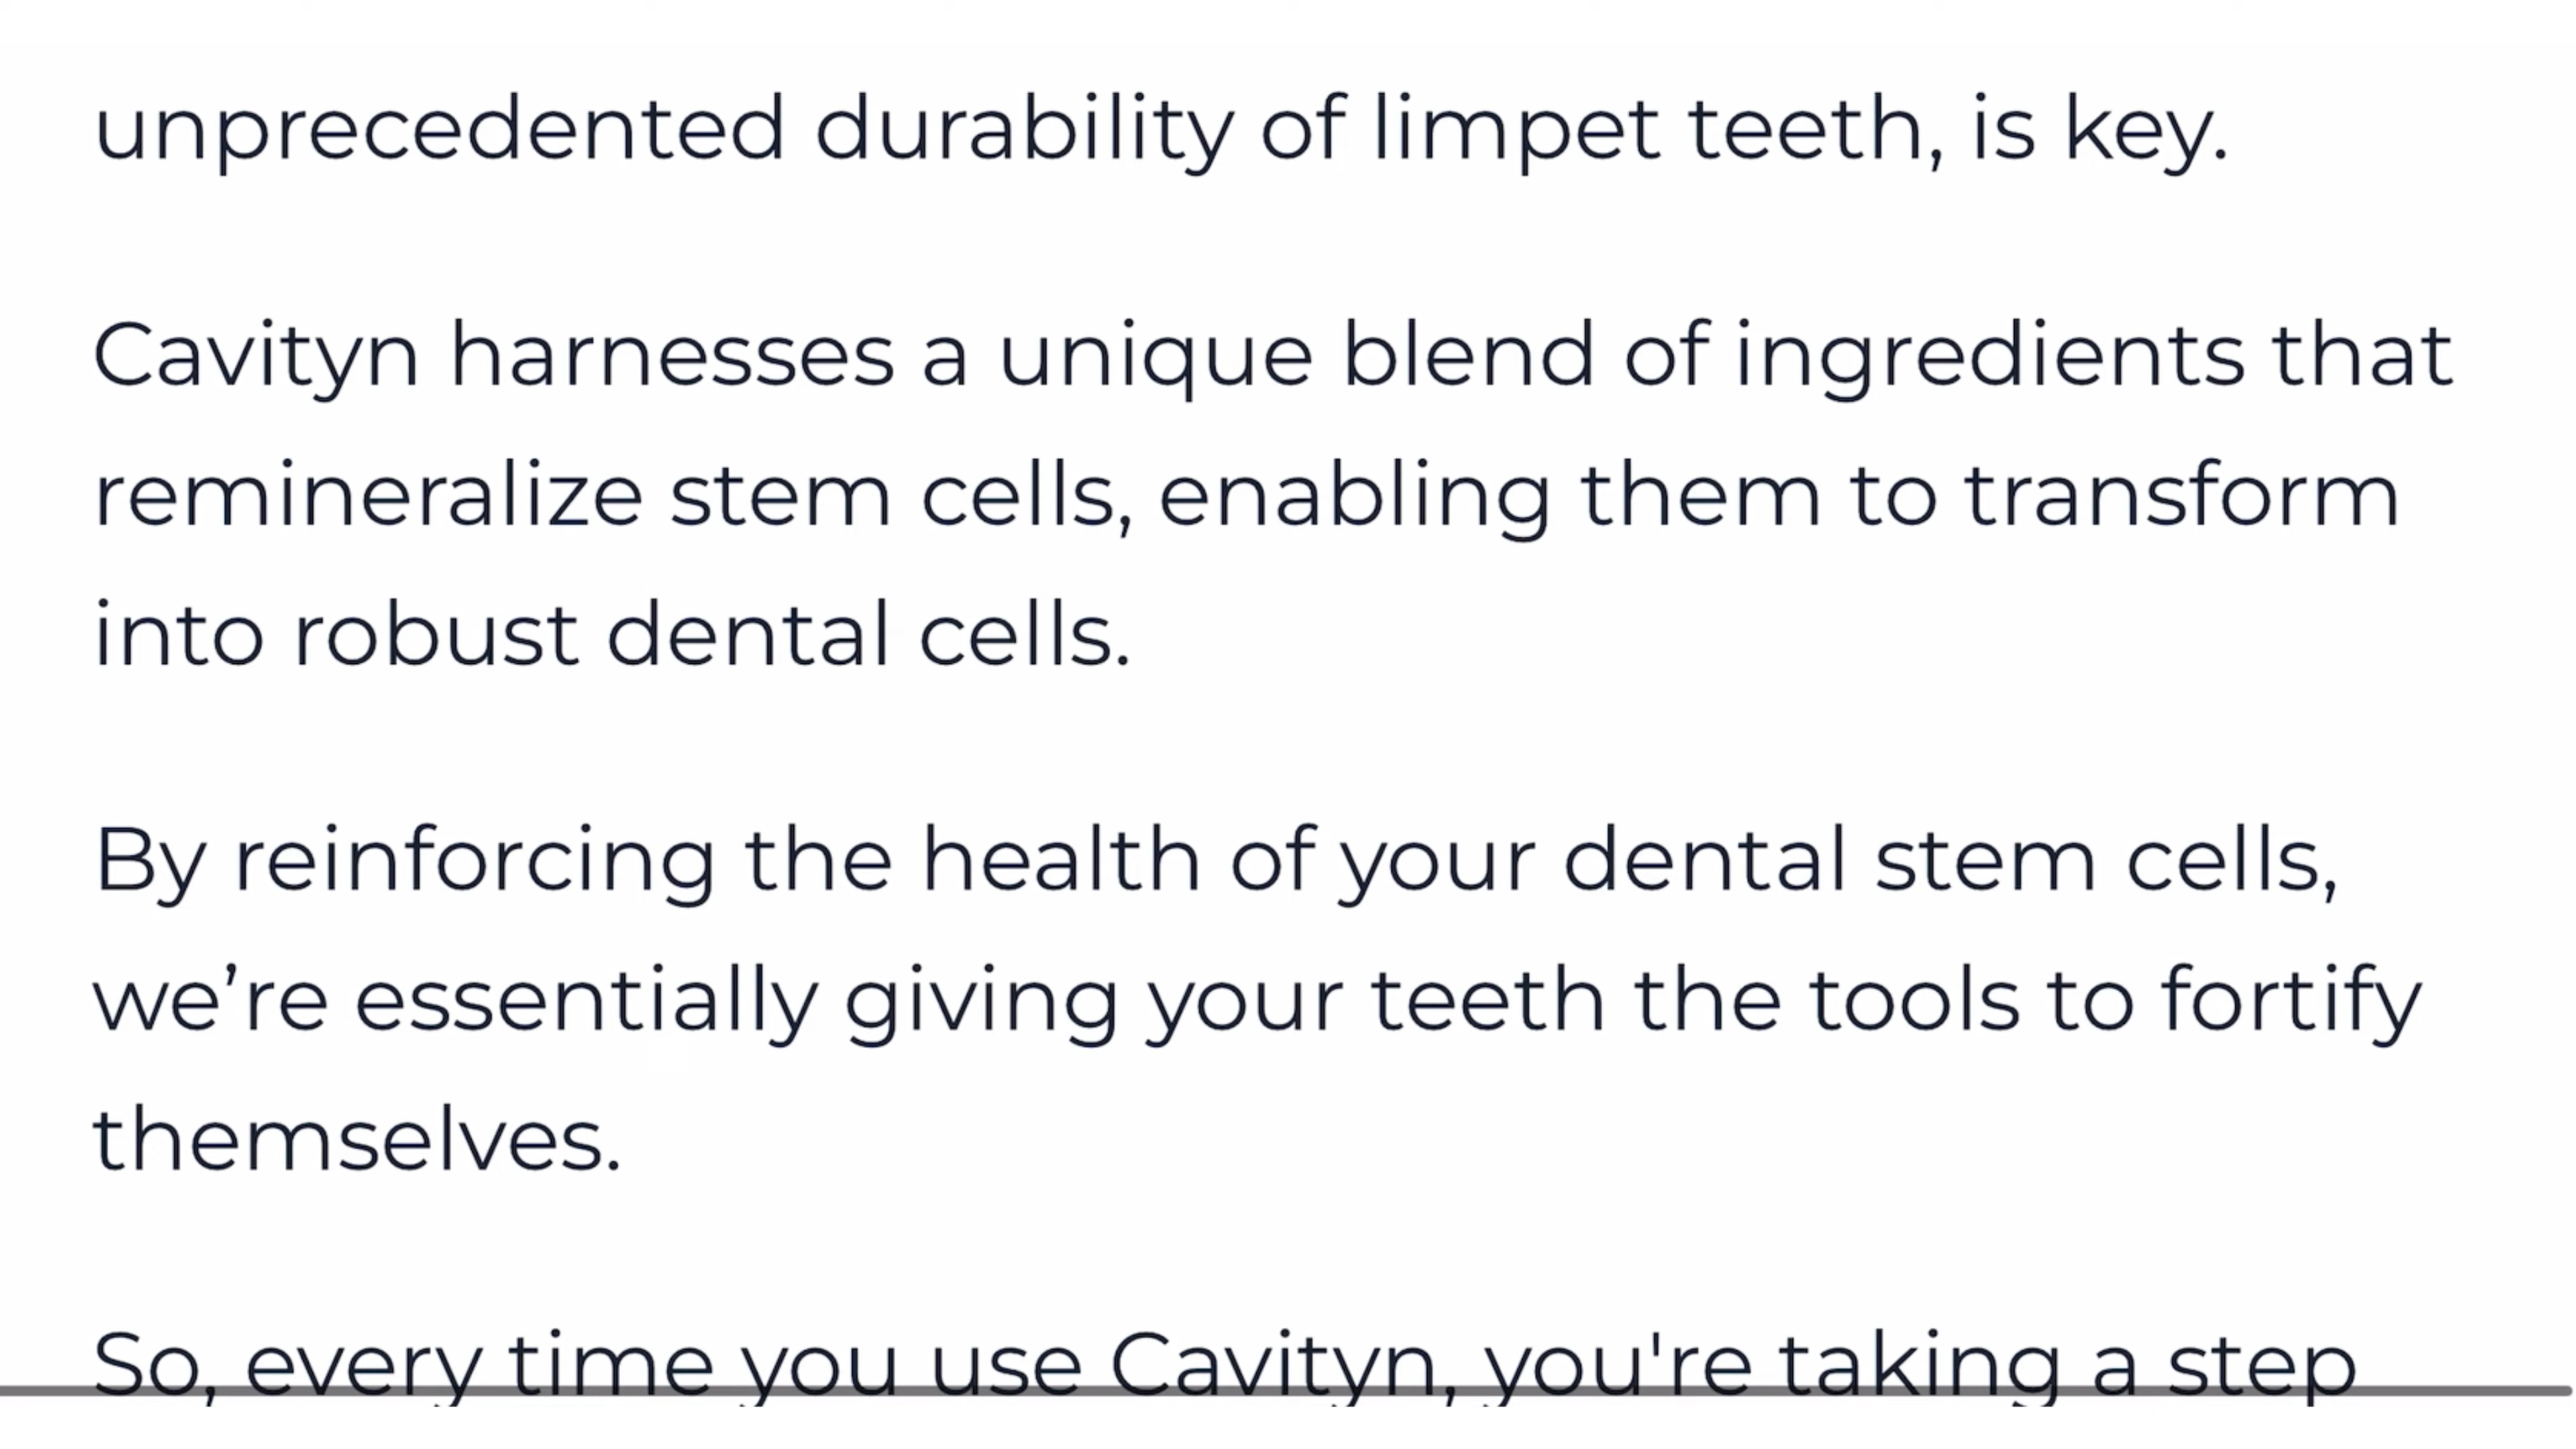 unprecedented durability of limpet teeth, is key.
Cavityn harnesses a unique blend of ingredients that
remineralize stem cells, enabling them to transform
into robust dental cells.
By reinforcing the health of your dental stem cells,
we’re essentially giving your teeth the tools to fortify
themselves.
So, every time you use Cavityn, you're taking a step